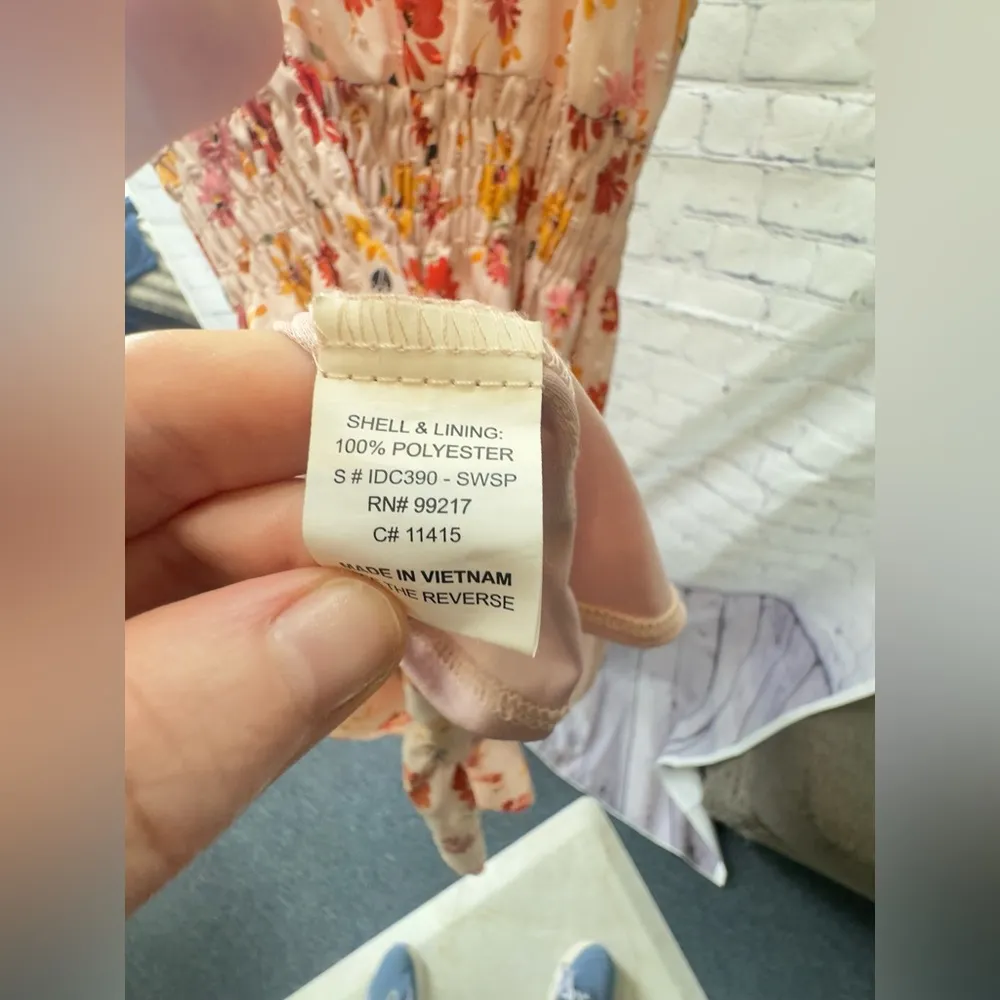 SHELL & LINING:
100% POLYESTER
S # IDC390 - SWSP
RN# 99217
C# 11415
MADE IN VIETNAM
THE REVERSE